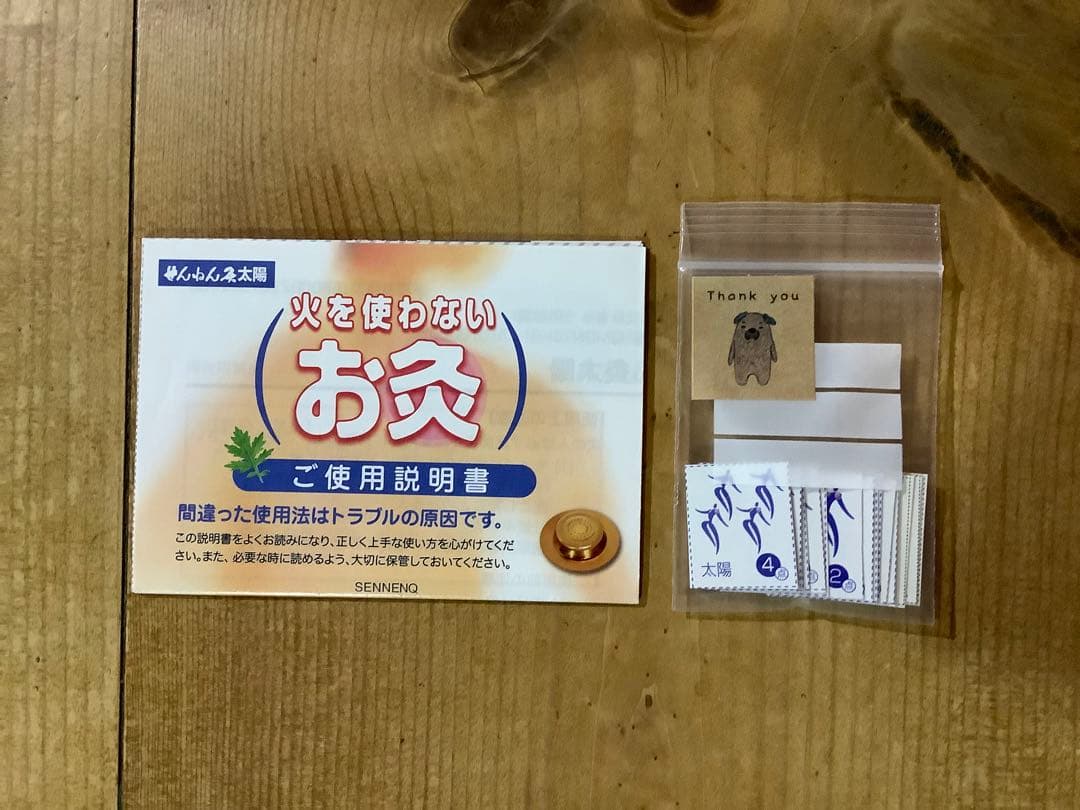 せんねん灸太陽
火を使わない
お灸
ご使用説明書
間違った使用法はトラブルの原因です。
この説明書をよくお読みになり、正しく上手な使い方を心がけてくだ
さい。また、必要な時に読めるよう、大切に保管しておいてください。
SENNENQ
Thank you
太陽
4点
2点